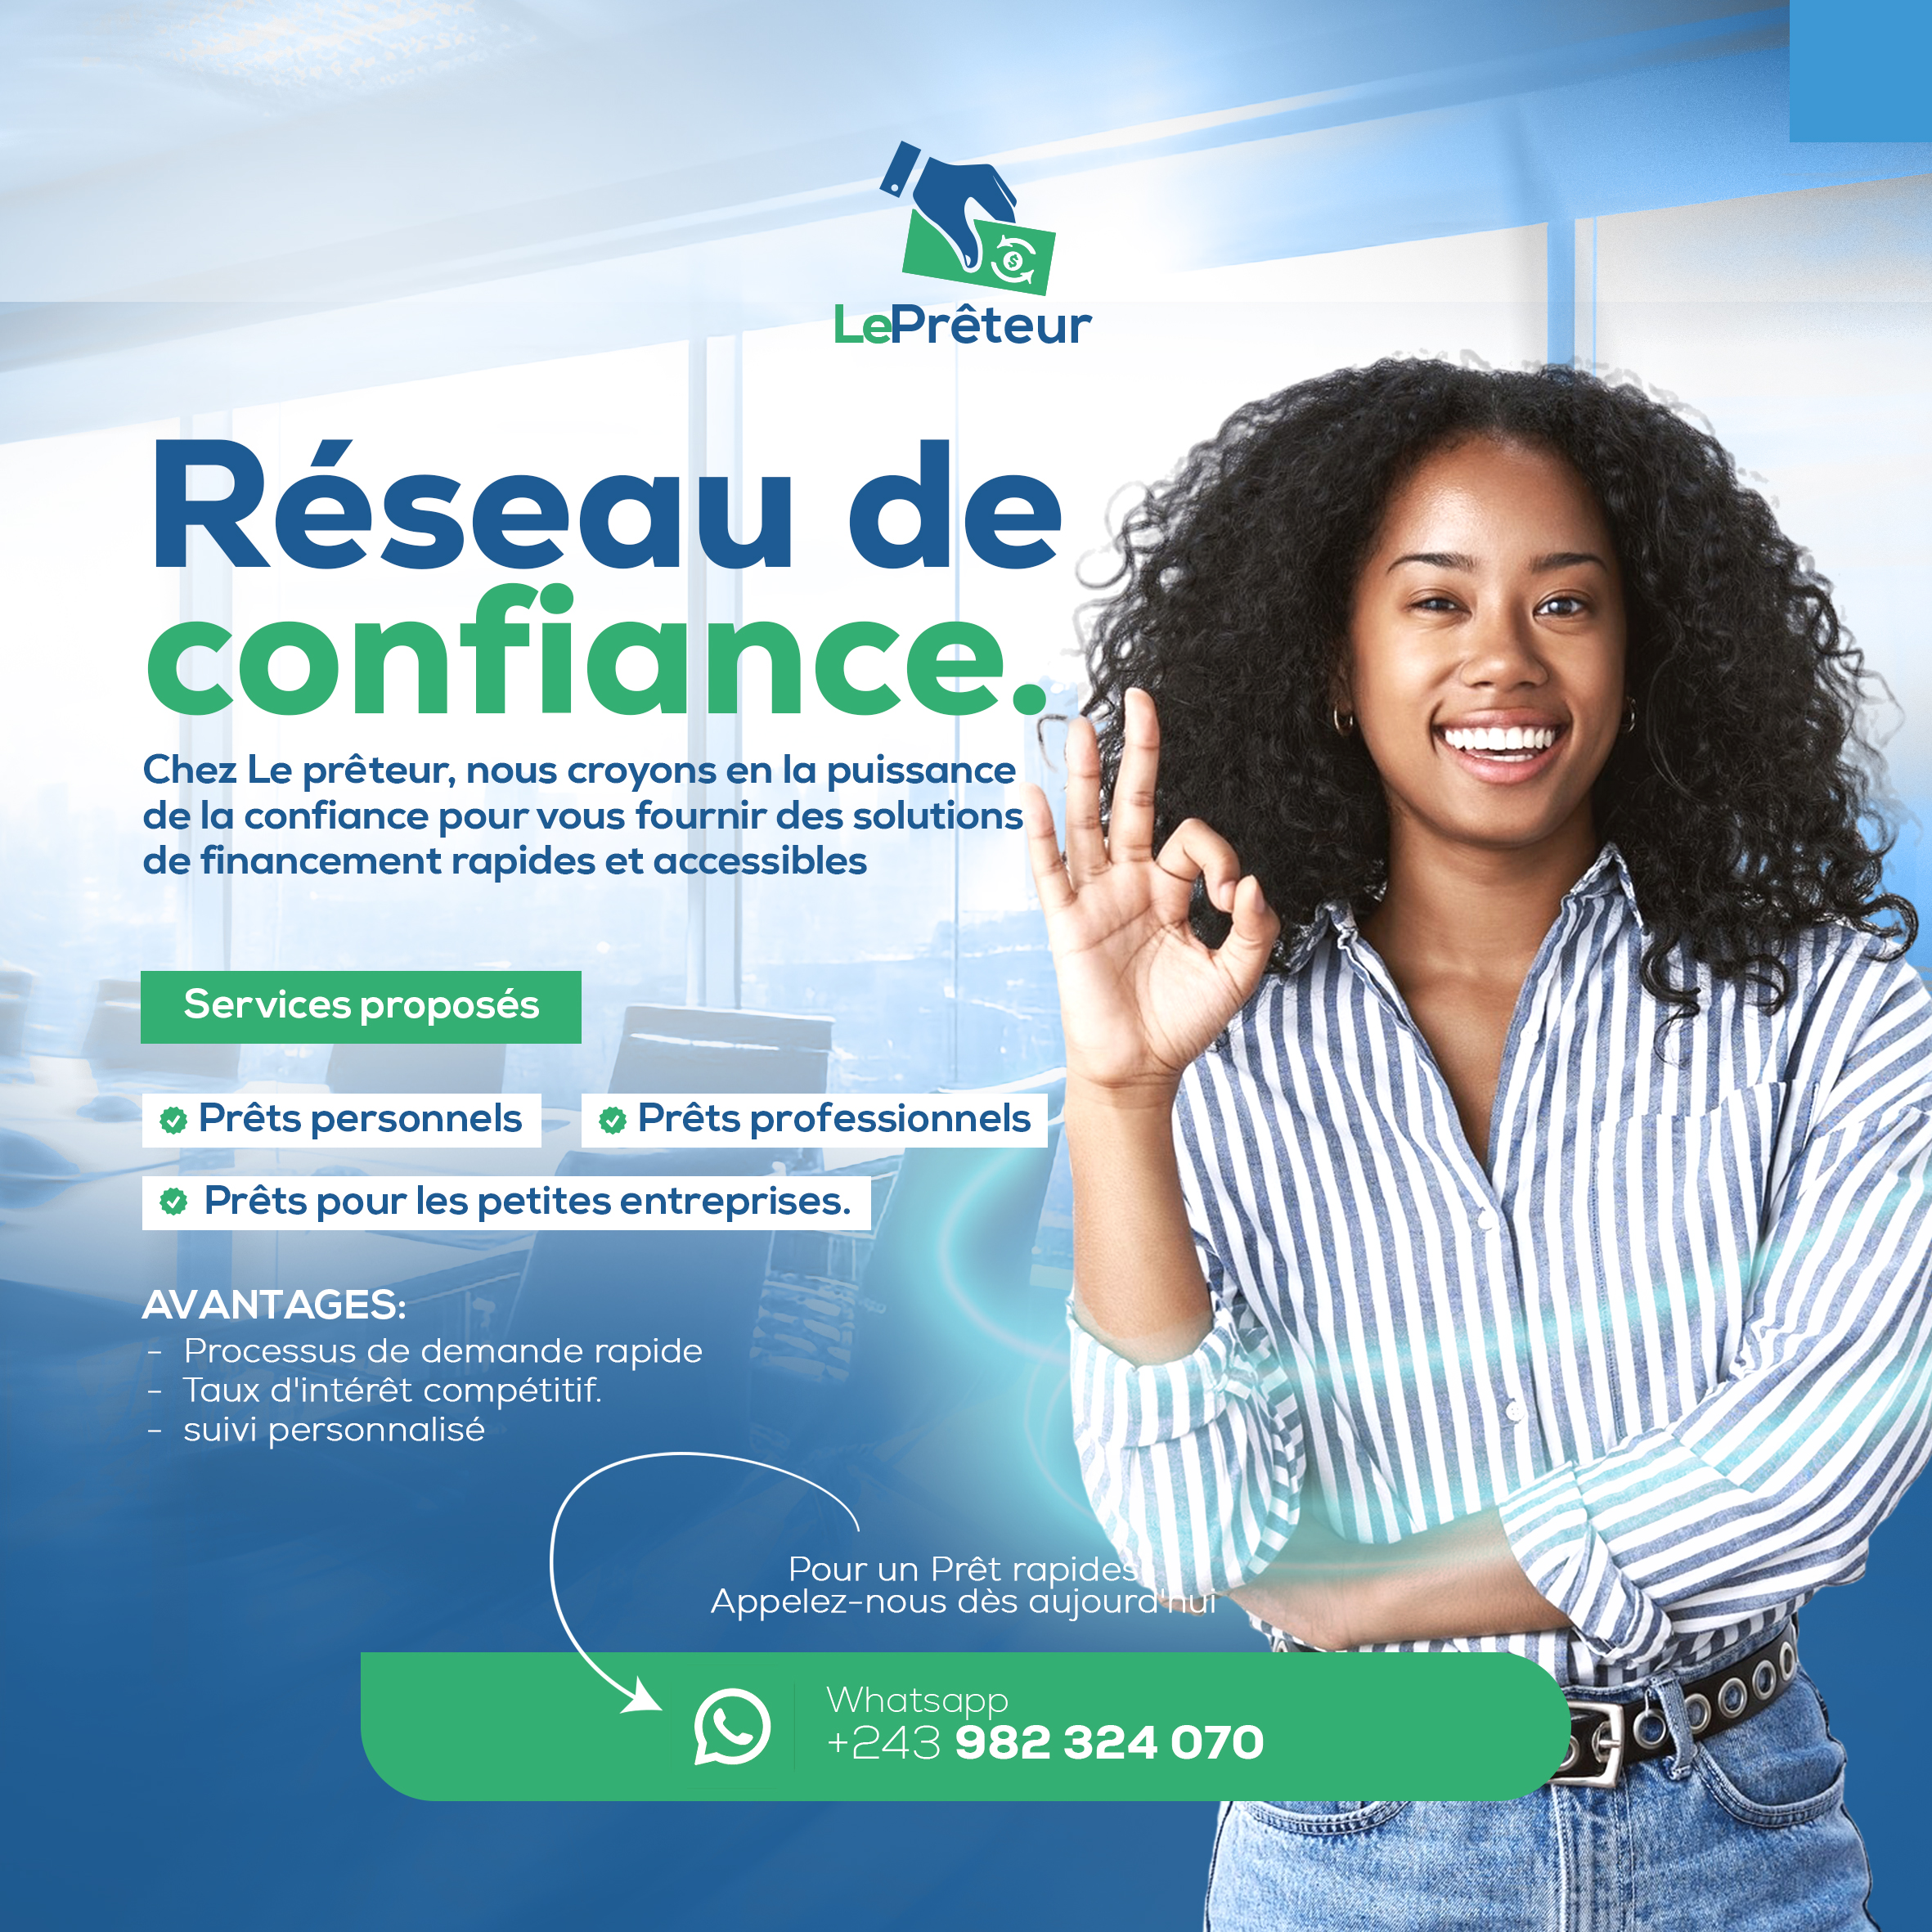 LePrêteur
Réseau de
confiance.
Chez Le prêteur, nous croyons en la puissance
de la confiance pour vous fournir des solutions
de financement rapides et accessibles
Services proposés
Prêts personnels
Prêts professionnels
Prêts pour les petites entreprises.
AVANTAGES:
- Processus de demande rapide
- Taux d'intérêt compétitif.
- suivi personnalisé
Pour un Prêt rapides
Appelez-nous dès aujourd'hui
Whatsapp
+243 982 324 070